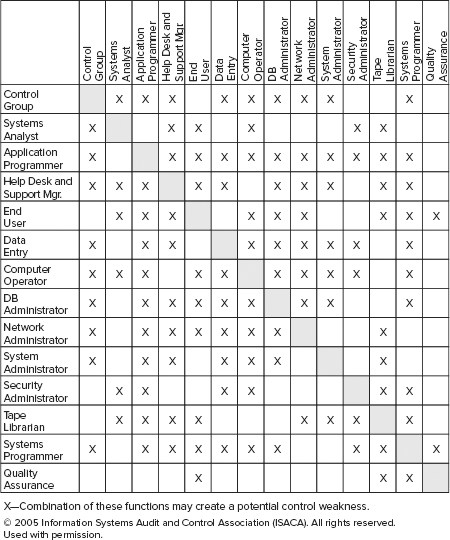 Control
Group
Systems
Analyst
Application
Programmer
Help Desk and
Support Mgr.
End
User
Data
Entry
Computer
Operator
DB
Administrator
Network
Administrator
System
Administrator
Security
Administrator
Tape
Librarian
Systems
Programmer
Quality
Assurance
Control
Group
X X X X X X X X X
Systems
Analyst
X X X X X X
Application
Programmer
X X X X X X X X X X X
Help Desk and
Support Mgr.
X X X X X X X X X X
End
User
X X X X X X X X X
Data
Entry
X X X X X X X X X
Computer
Operator
X X X X X X X X X X
DB
Administrator
X X X X X X X X X
Network
Administrator
X X X X X X X X
System
Administrator
X X X X X X X
Security
Administrator
X X X X X X
Tape
Librarian
X X X X X X X X
Systems
Programmer
X X X X X X X X X X
Quality
Assurance
X X X
X—Combination of these functions may create a potential control weakness.
© 2005 Information Systems Audit and Control Association (ISACA). All rights reserved.
Used with permission.